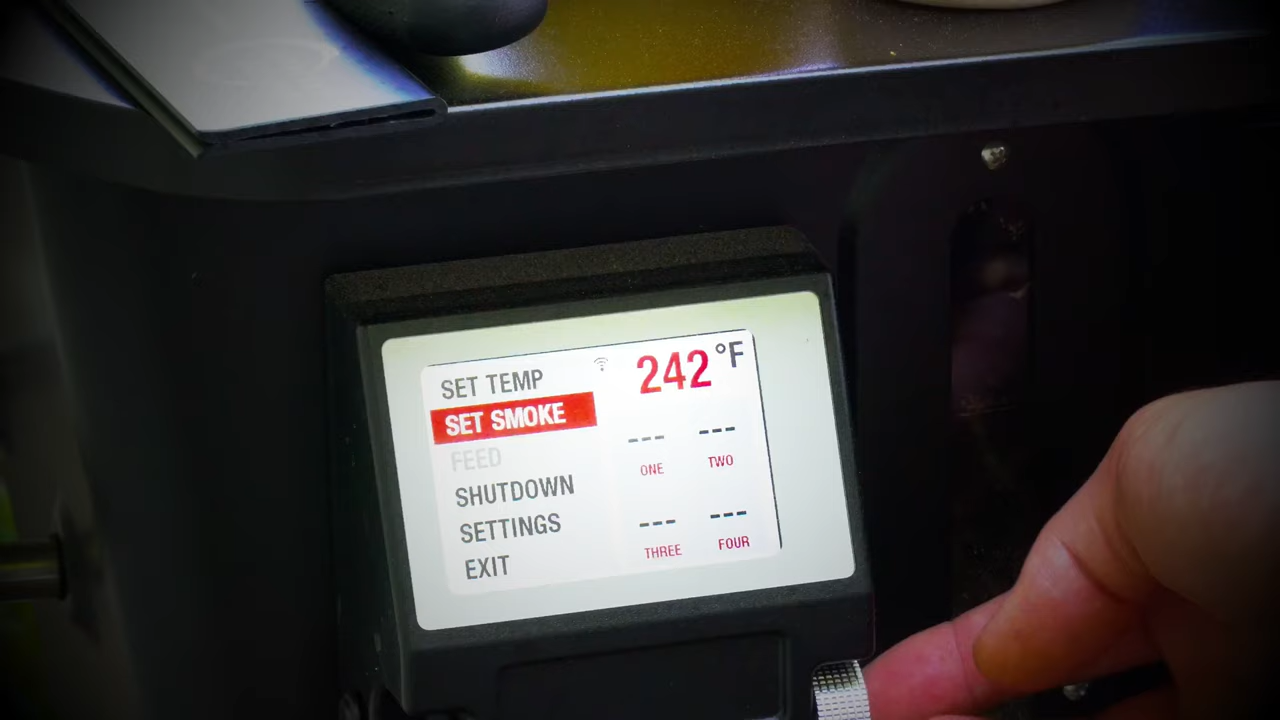 SET TEMP
SET SMOKE
FEED
SHUTDOWN
SETTINGS
EXIT
242°F
--- ---
ONE TWO
--- ---
THREE FOUR